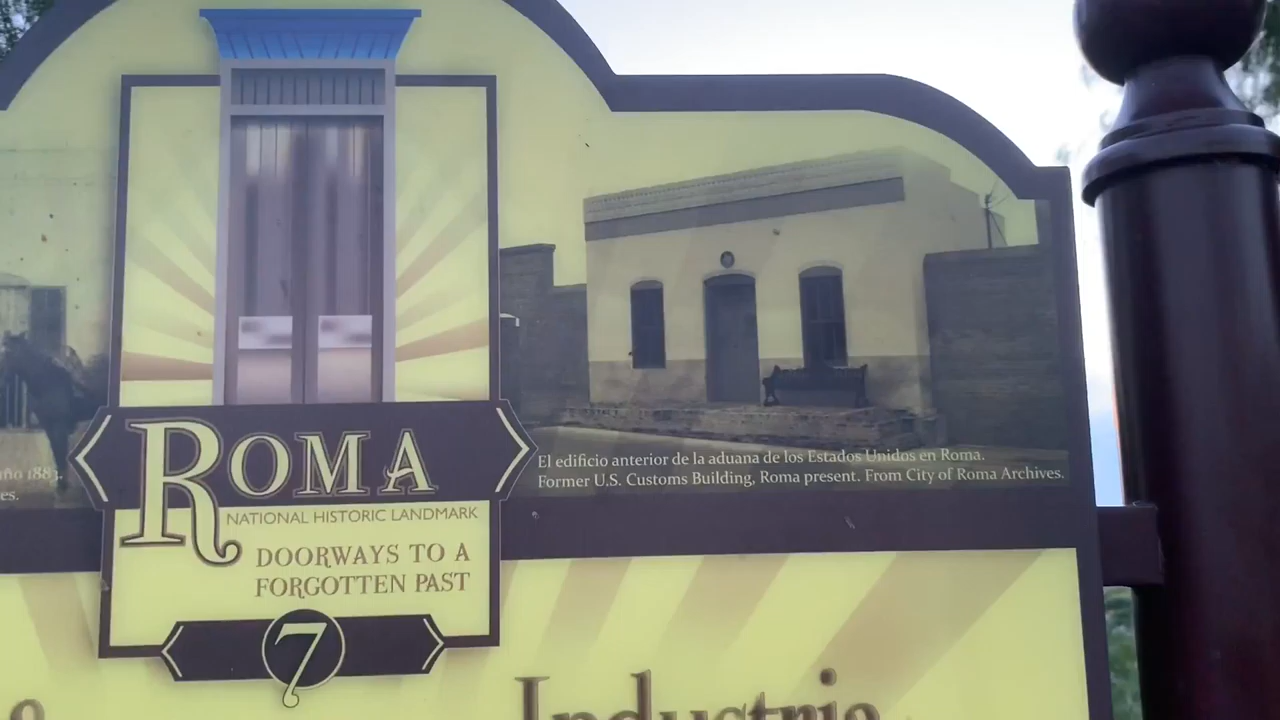 año 1883.
es.
ROMA
NATIONAL HISTORIC LANDMARK
DOORWAYS TO A
FORGOTTEN PAST
7
El edificio anterior de la aduana de los Estados Unidos en Roma.
Former U.S. Customs Building, Roma present. From City of Roma Archives.
Industria